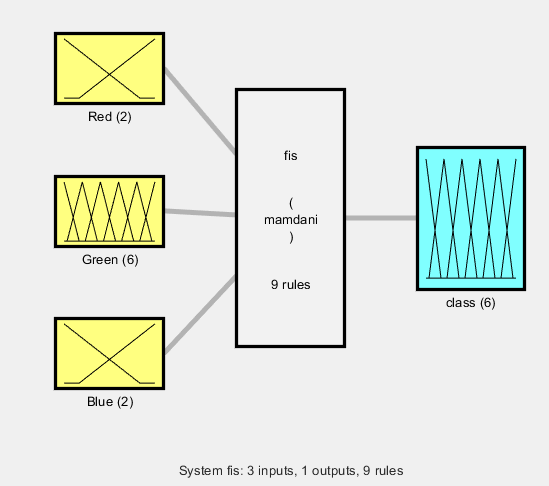 Red (2)
Green (6)
Blue (2)
fis
(
mamdani
)
9 rules
class (6)
System fis: 3 inputs, 1 outputs, 9 rules